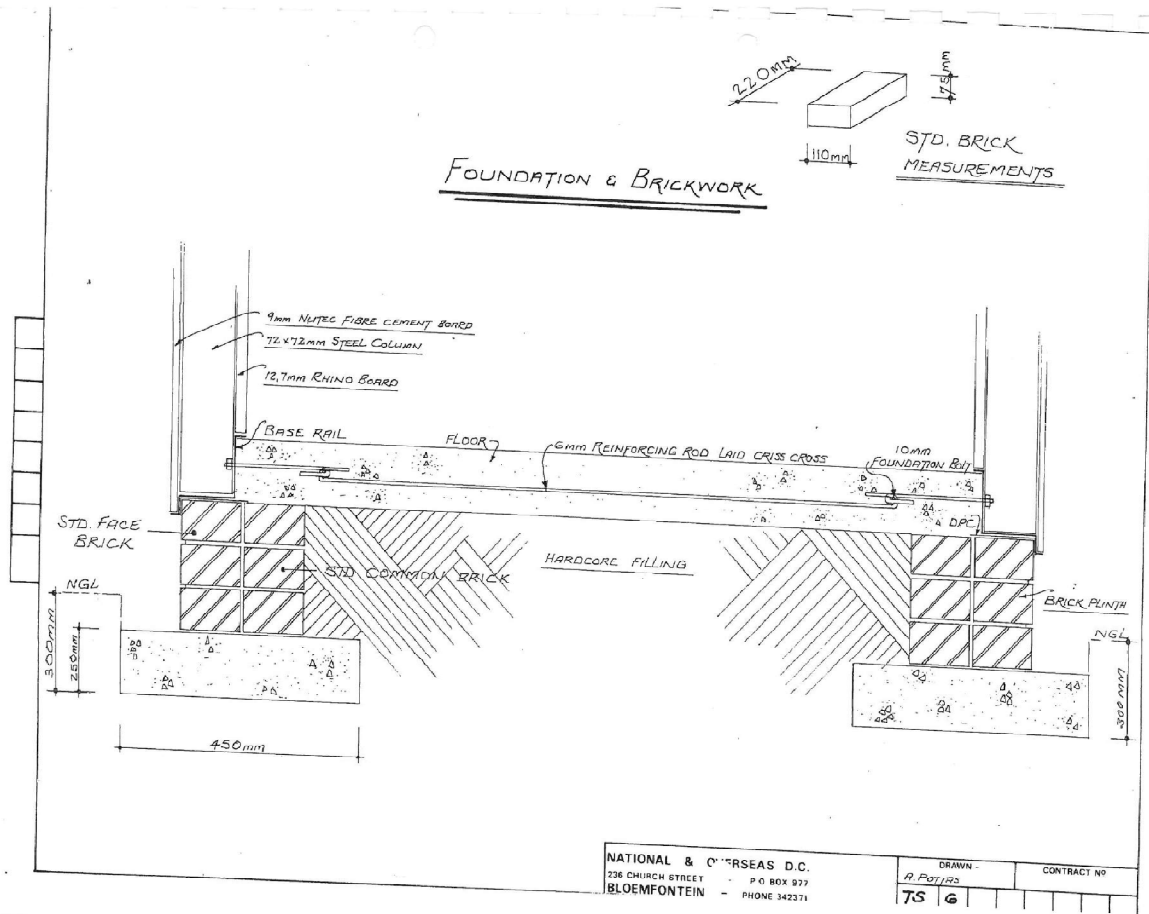 220mm
75mm
110mm
STD. BRICK
MEASUREMENTS
FOUNDATION & BRICKWORK
9mm NUTEC FIBRE CEMENT BOARD
72x72mm STEEL COLUMN
12,7mm RHINO BOARD
BASE RAIL
FLOOR
6mm REINFORCING ROD LAID CRISS CROSS
10mm
FOUNDATION BOLT
DPC
STD. FACE
BRICK
STD COMMON BRICK
HARDCORE FILLING
BRICK PLINTH
NGL
NGL
300mm
250mm
300mm
450mm
NATIONAL & D.C.
236 CHURCH STREET - P O BOX 977
BLOEMFONTEIN - PHONE 342371
DRAWN -
CONTRACT Nº
TS 6